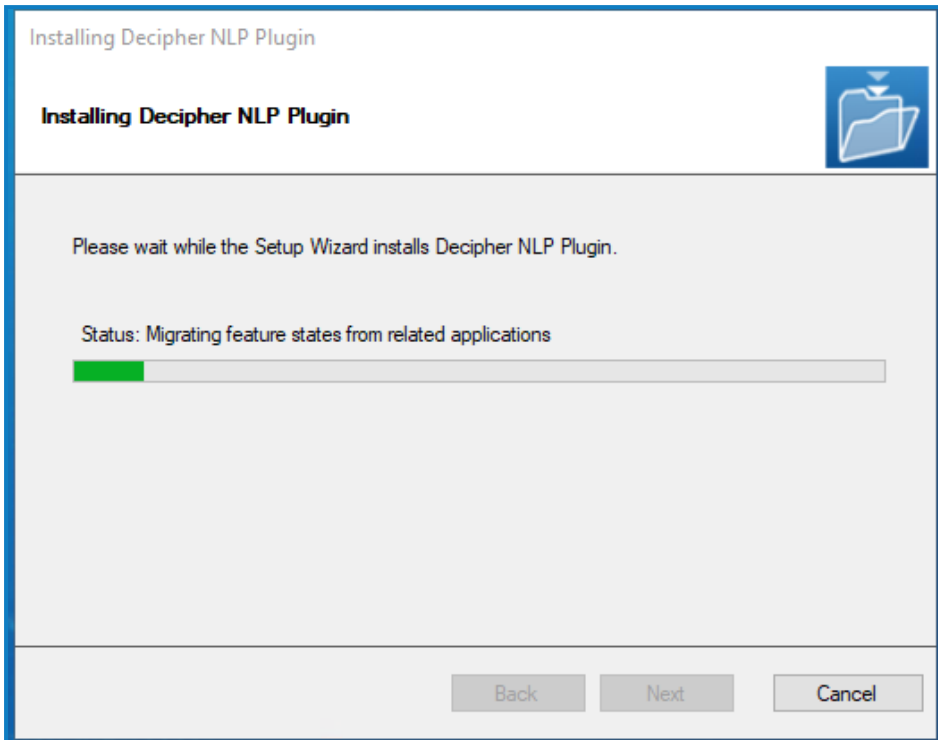 Installing Decipher NLP Plugin
Installing Decipher NLP Plugin
Please wait while the Setup Wizard installs Decipher NLP Plugin.
Status: Migrating feature states from related applications
Back Next Cancel